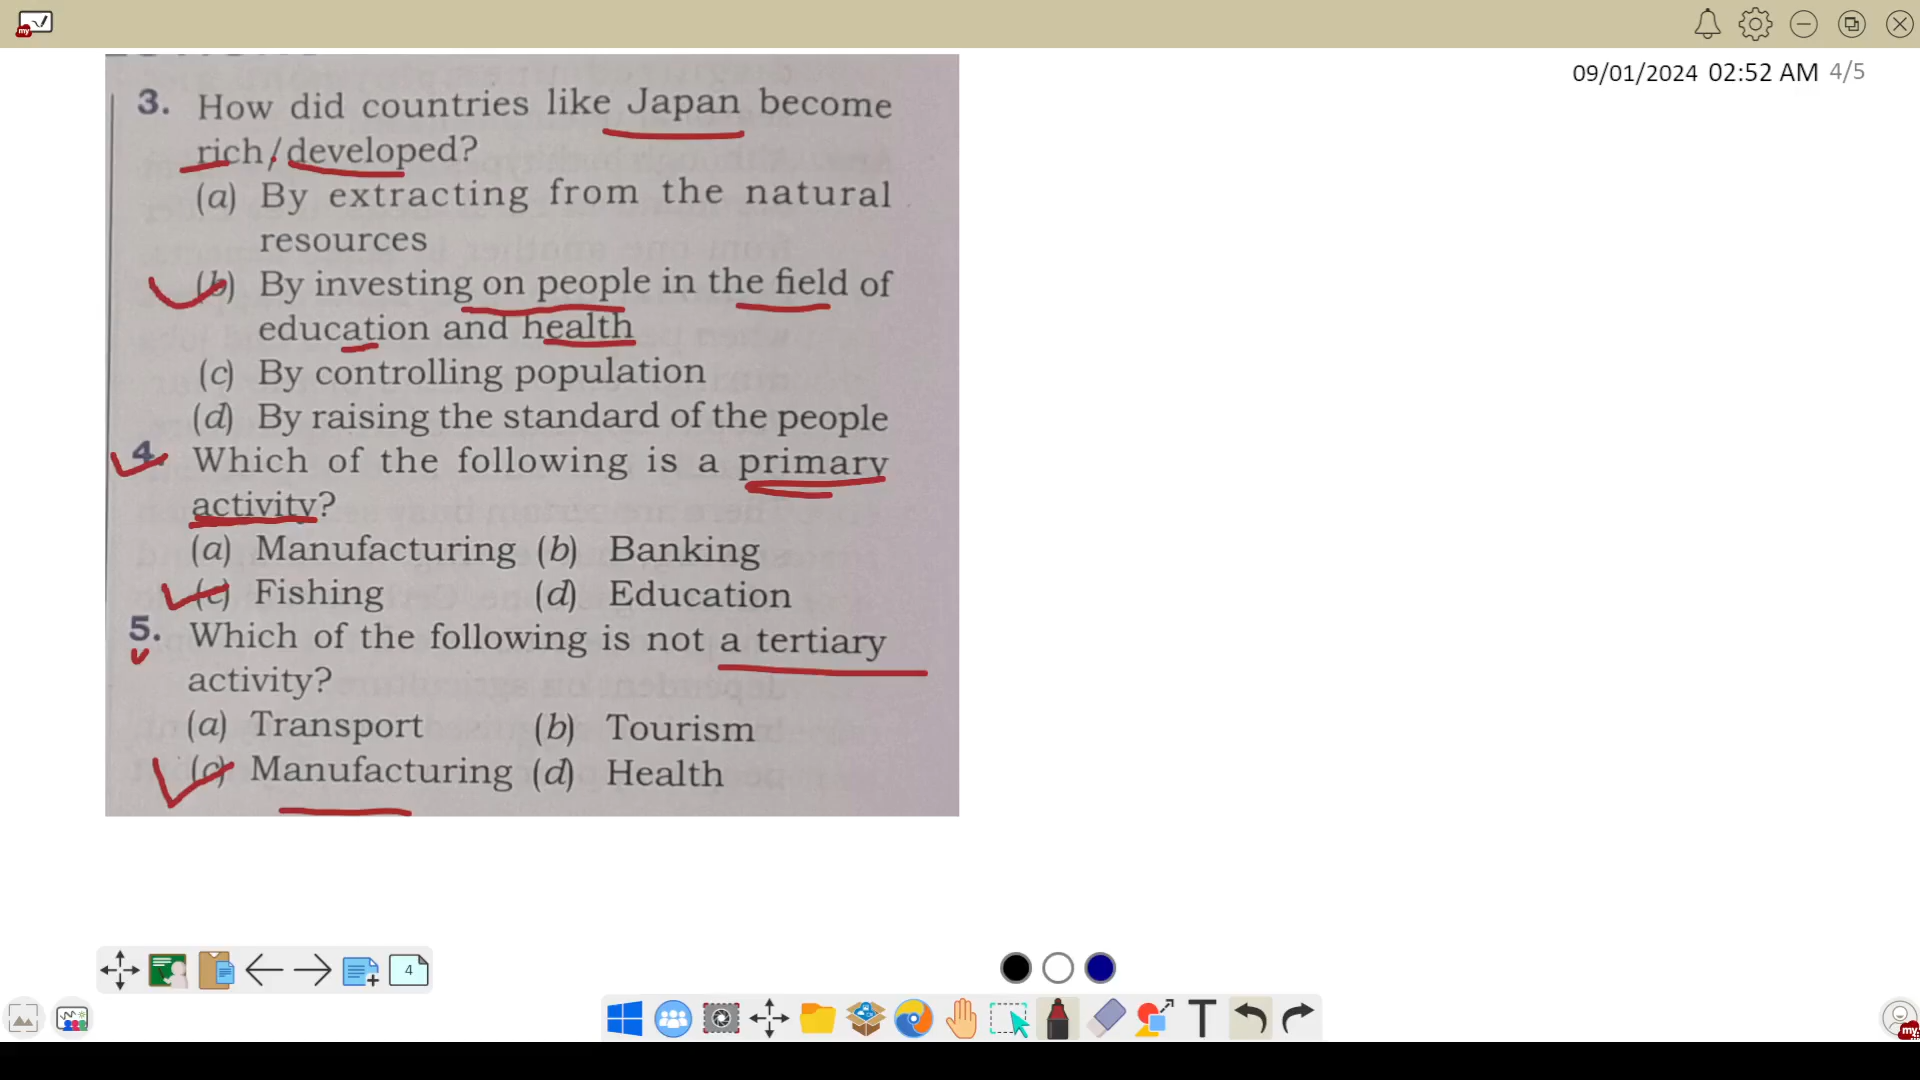 09/01/2024 02:52 AM 4/5
3. How did countries like Japan become
rich/developed?
(a) By extracting from the natural
resources
(b) By investing on people in the field of
education and health
(c) By controlling population
(d) By raising the standard of the people
4. Which of the following is a primary
activity?
(a) Manufacturing (b) Banking
(c) Fishing (d) Education
5. Which of the following is not a tertiary
activity?
(a) Transport (b) Tourism
(c) Manufacturing (d) Health
4
T
my
my